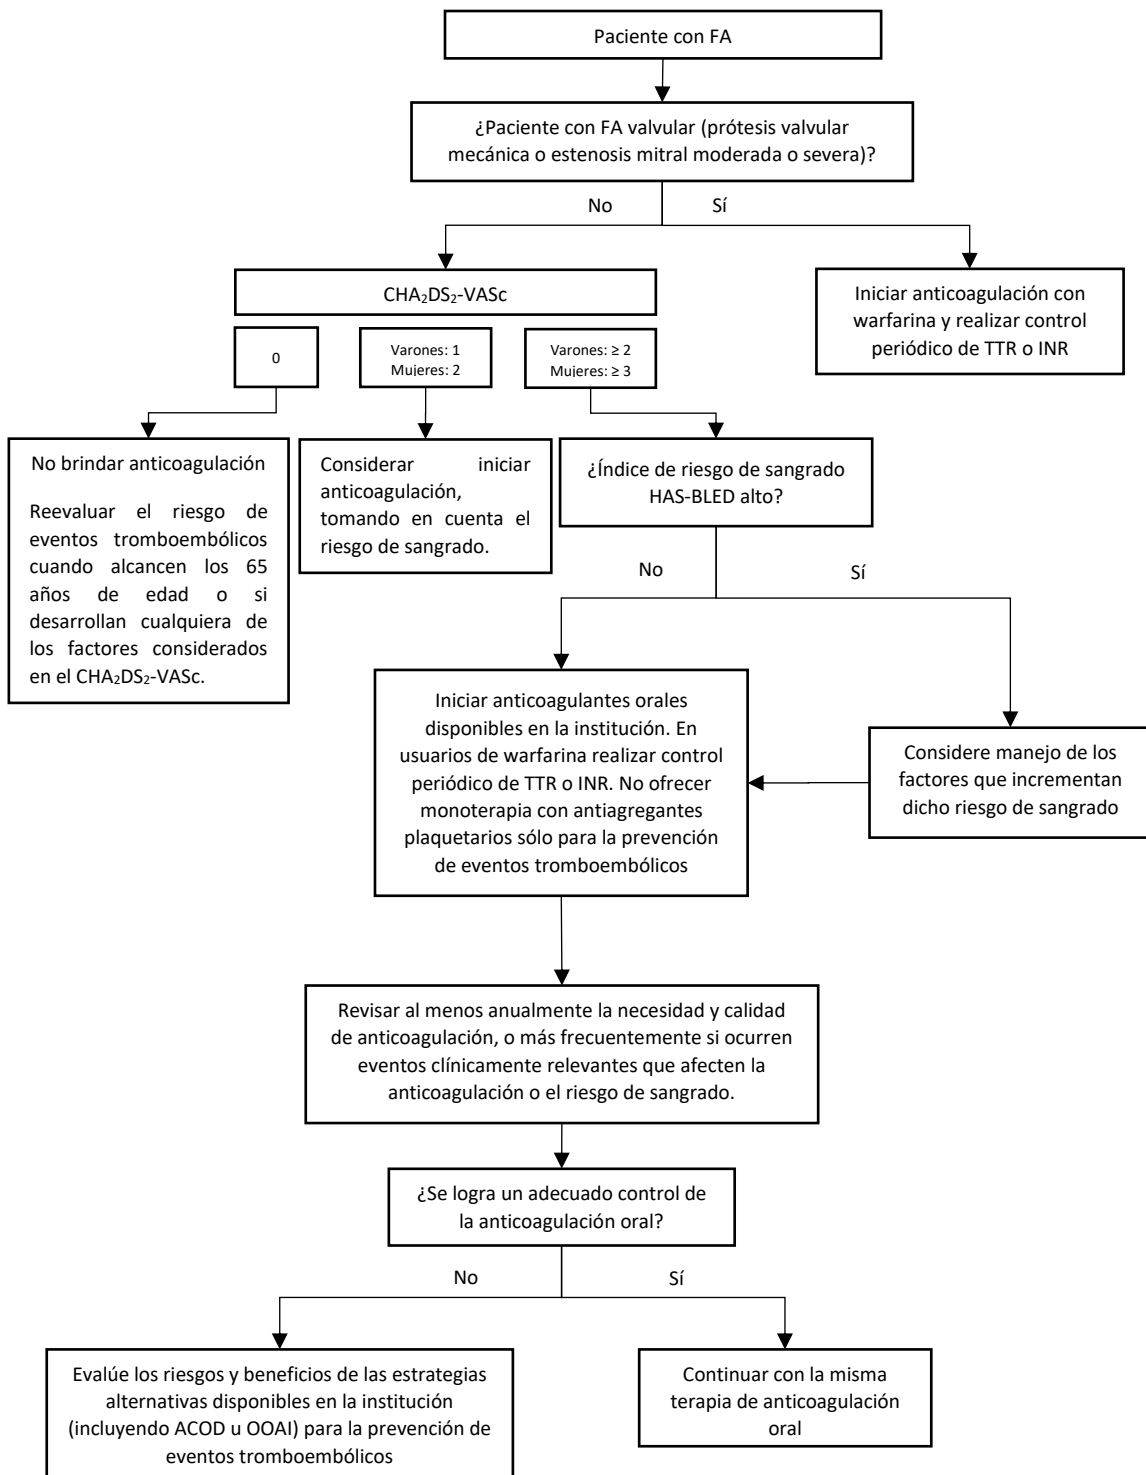 Paciente con FA
¿Paciente con FA valvular (prótesis valvular
mecánica o estenosis mitral moderada o severa)?
No
Sí
CHA₂DS₂-VASc
Iniciar anticoagulación con
warfarina y realizar control
periódico de TTR o INR
0
Varones: 1
Mujeres: 2
Varones: ≥ 2
Mujeres: ≥ 3
No brindar anticoagulación
Reevaluar el riesgo de
eventos tromboembólicos
cuando alcancen los 65
años de edad o si
desarrollan cualquiera de
los factores considerados
en el CHA₂DS₂-VASc.
Considerar iniciar
anticoagulación,
tomando en cuenta el
riesgo de sangrado.
¿Índice de riesgo de sangrado
HAS-BLED alto?
No
Sí
Iniciar anticoagulantes orales
disponibles en la institución. En
usuarios de warfarina realizar control
periódico de TTR o INR. No ofrecer
monoterapia con antiagregantes
plaquetarios sólo para la prevención
de eventos tromboembólicos
Considere manejo de los
factores que incrementan
dicho riesgo de sangrado
Revisar al menos anualmente la necesidad y calidad
de anticoagulación, o más frecuentemente si ocurren
eventos clínicamente relevantes que afecten la
anticoagulación o el riesgo de sangrado.
¿Se logra un adecuado control de
la anticoagulación oral?
No
Sí
Evalúe los riesgos y beneficios de las estrategias
alternativas disponibles en la institución
(incluyendo ACOD u OOAI) para la prevención de
eventos tromboembólicos
Continuar con la misma
terapia de anticoagulación
oral